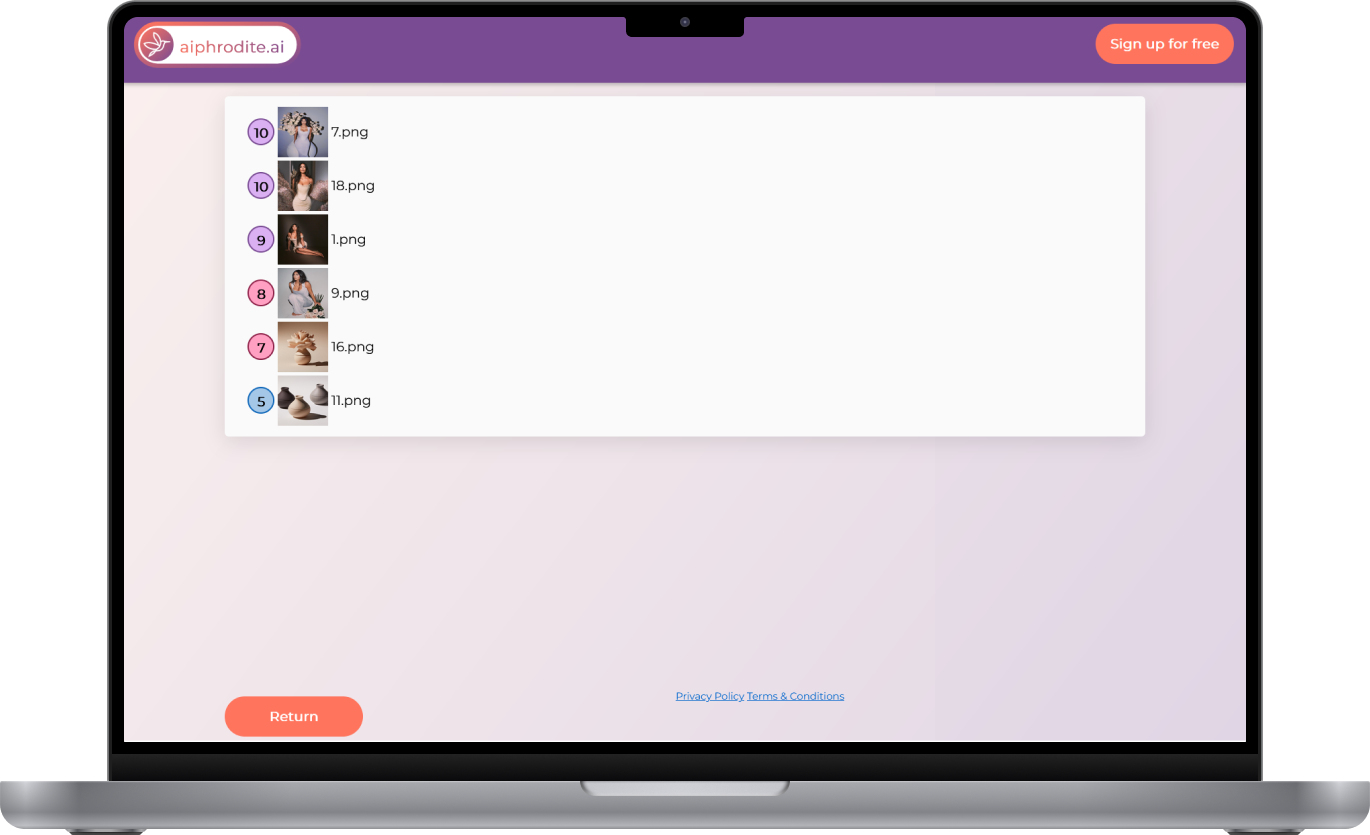 aiphrodite.ai
Sign up for free
10 7.png
10 18.png
9 1.png
8 9.png
7 16.png
5 11.png
Privacy Policy Terms & Conditions
Return